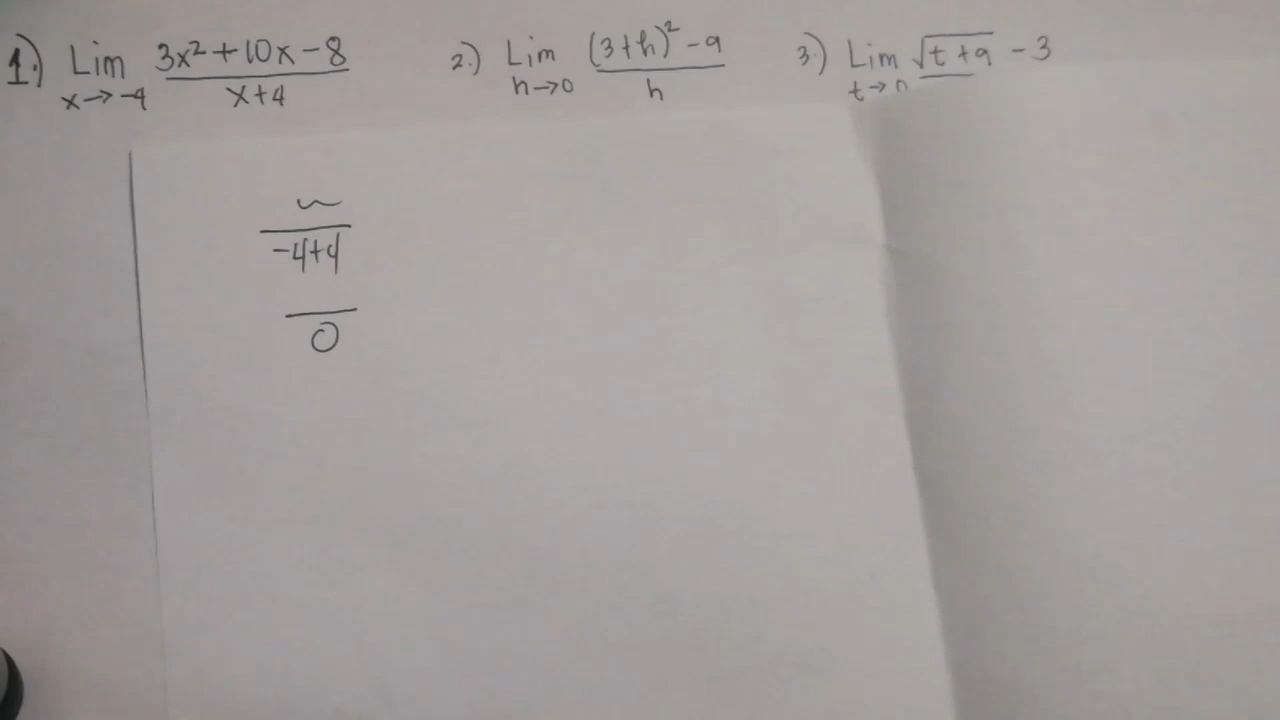 1.) Lim 3x²+10x-8 2.) Lim (3+h)²-9 3.) Lim √t+9 -3
x→-4 x+4 h→0 h t→
-4+4
0